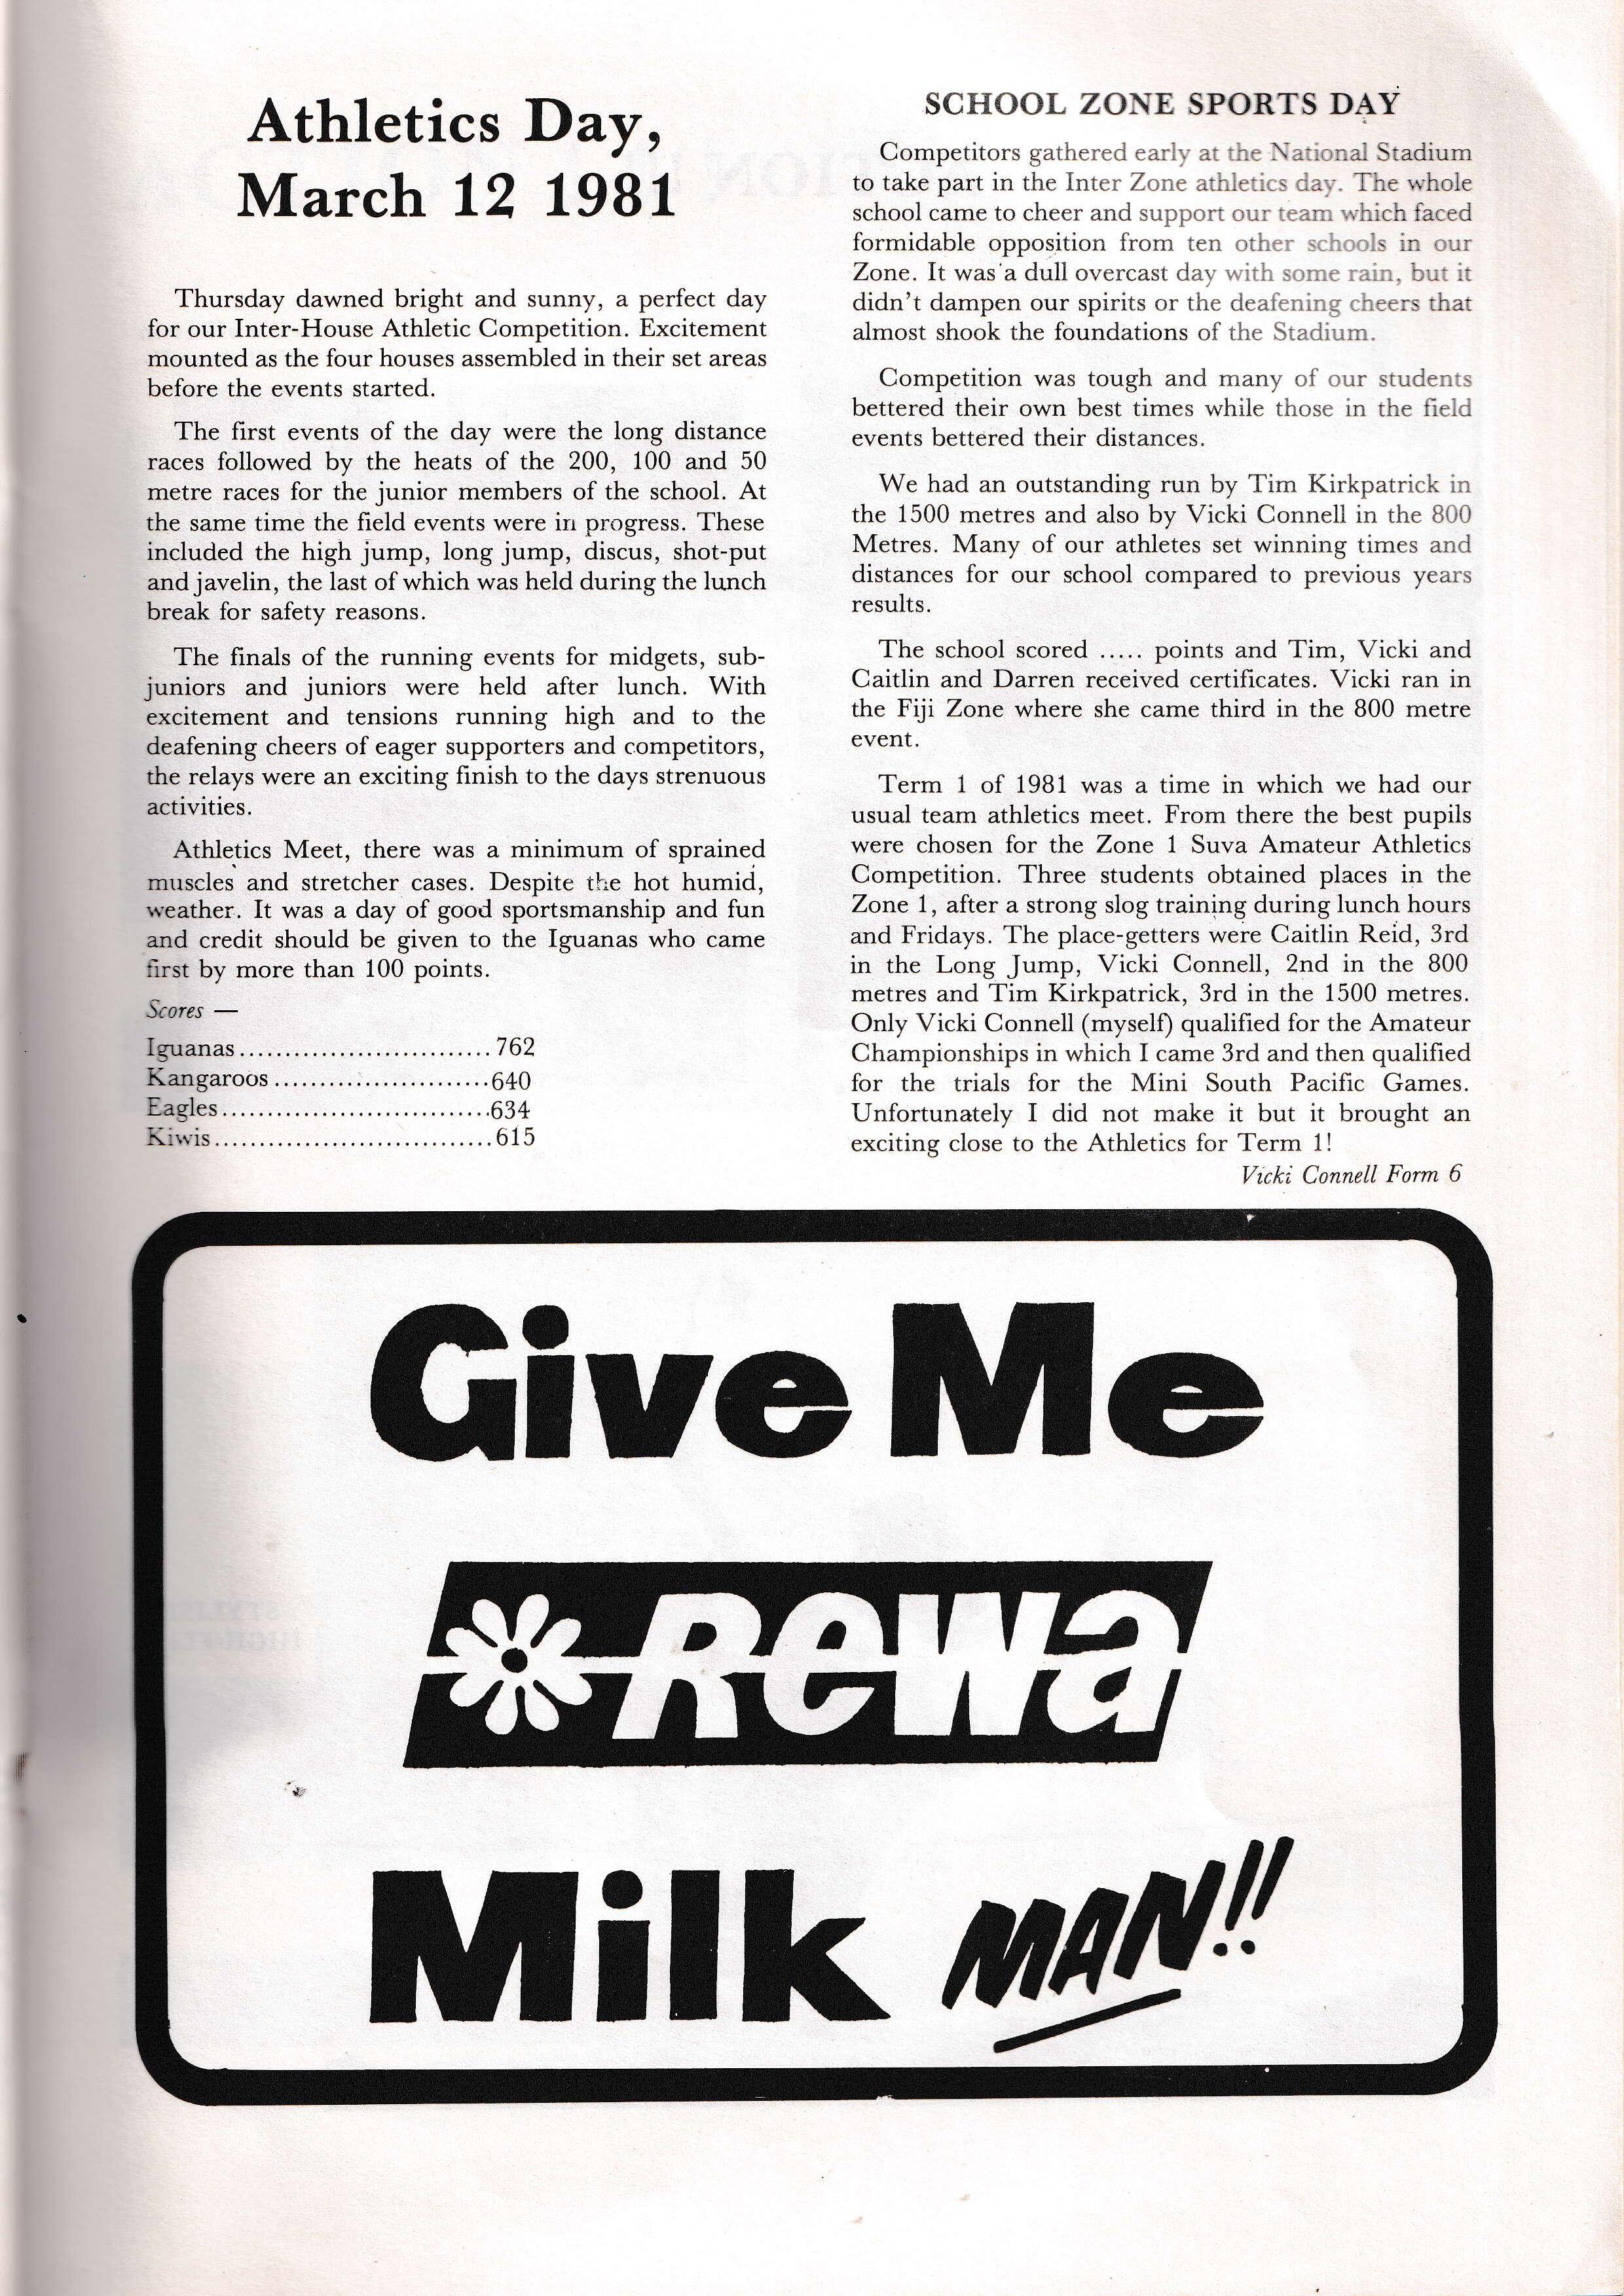 Athletics Day,
March 12 1981
Thursday dawned bright and sunny, a perfect day
for our Inter-House Athletic Competition. Excitement
mounted as the four houses assembled in their set areas
before the events started.
The first events of the day were the long distance
races followed by the heats of the 200, 100 and 50
metre races for the junior members of the school. At
the same time the field events were in progress. These
included the high jump, long jump, discus, shot-put
and javelin, the last of which was held during the lunch
break for safety reasons.
The finals of the running events for midgets, sub-
juniors and juniors were held after lunch. With
excitement and tensions running high and to the
deafening cheers of eager supporters and competitors,
the relays were an exciting finish to the days strenuous
activities.
Athletics Meet, there was a minimum of sprained
muscles and stretcher cases. Despite the hot humid,
weather. It was a day of good sportsmanship and fun
and credit should be given to the Iguanas who came
first by more than 100 points.
Scores —
Iguanas............................762
Kangaroos........................640
Eagles..............................634
Kiwis...............................615
SCHOOL ZONE SPORTS DAY
Competitors gathered early at the National Stadium
to take part in the Inter Zone athletics day. The whole
school came to cheer and support our team which faced
formidable opposition from ten other schools in our
Zone. It was a dull overcast day with some rain, but it
didn't dampen our spirits or the deafening cheers that
almost shook the foundations of the Stadium.
Competition was tough and many of our students
bettered their own best times while those in the field
events bettered their distances.
We had an outstanding run by Tim Kirkpatrick in
the 1500 metres and also by Vicki Connell in the 800
Metres. Many of our athletes set winning times and
distances for our school compared to previous years
results.
The school scored ..... points and Tim, Vicki and
Caitlin and Darren received certificates. Vicki ran in
the Fiji Zone where she came third in the 800 metre
event.
Term 1 of 1981 was a time in which we had our
usual team athletics meet. From there the best pupils
were chosen for the Zone 1 Suva Amateur Athletics
Competition. Three students obtained places in the
Zone 1, after a strong slog training during lunch hours
and Fridays. The place-getters were Caitlin Reid, 3rd
in the Long Jump, Vicki Connell, 2nd in the 800
metres and Tim Kirkpatrick, 3rd in the 1500 metres.
Only Vicki Connell (myself) qualified for the Amateur
Championships in which I came 3rd and then qualified
for the trials for the Mini South Pacific Games.
Unfortunately I did not make it but it brought an
exciting close to the Athletics for Term 1!
Vicki Connell Form 6
Give Me
Rewa
Milk MAN!!